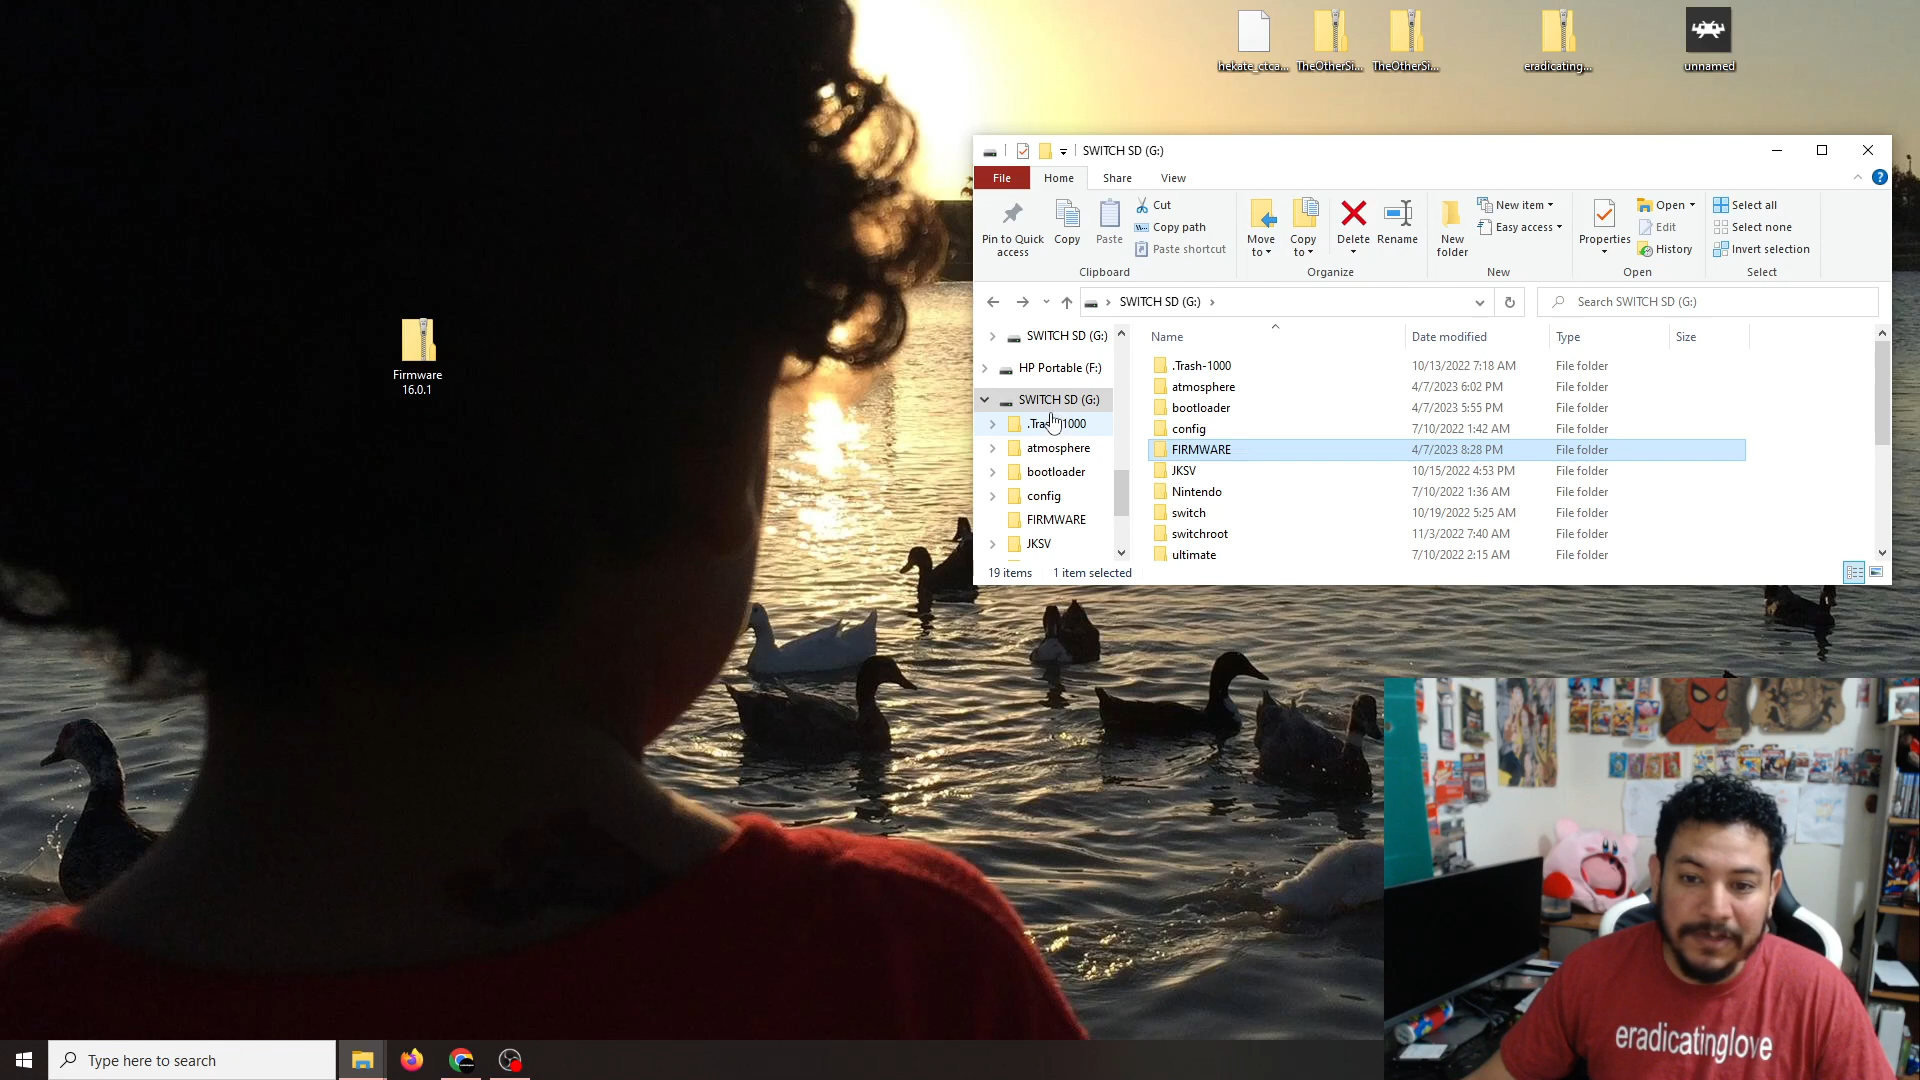 hekate_ctca...
TheOtherSi...
TheOtherSi...
eradicating...
unnamed
Firmware
16.0.1
SWITCH SD (G:)
File
Home
Share
View
Pin to Quick
access
Copy
Paste
Cut
Copy path
Paste shortcut
Clipboard
Move
to
Copy
to
Delete
Rename
Organize
New
folder
New item
Easy access
New
Properties
Open
Edit
History
Open
Select all
Select none
Invert selection
Select
SWITCH SD (G:)
Search SWITCH SD (G:)
SWITCH SD (G:)
HP Portable (F:)
SWITCH SD (G:)
atmosphere
bootloader
config
FIRMWARE
JKSV
Name Date modified Type Size
.Trash-1000 10/13/2022 7:18 AM File folder
atmosphere 4/7/2023 6:02 PM File folder
bootloader 4/7/2023 5:55 PM File folder
config 7/10/2022 1:42 AM File folder
FIRMWARE 4/7/2023 8:28 PM File folder
JKSV 10/15/2022 4:53 PM File folder
Nintendo 7/10/2022 1:36 AM File folder
switch 10/19/2022 5:25 AM File folder
switchroot 11/3/2022 7:40 AM File folder
ultimate 7/10/2022 2:15 AM File folder
19 items 1 item selected
eradicatinglove
Type here to search